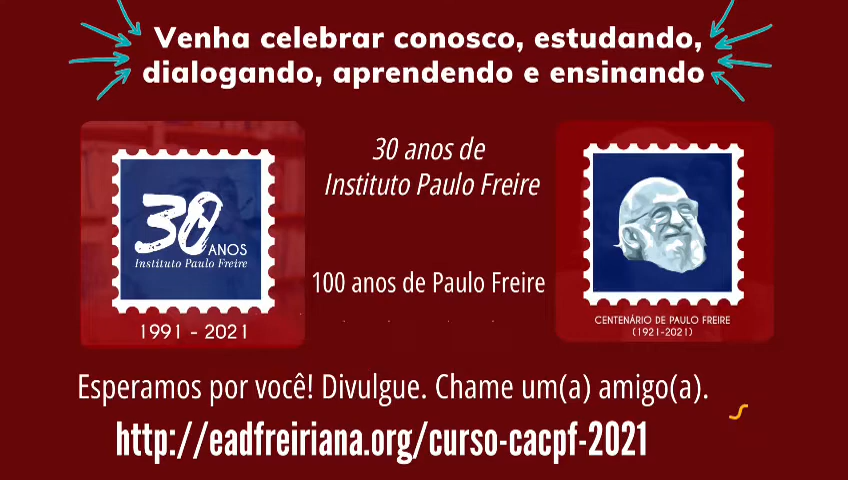 Venha celebrar conosco, estudando,
dialogando, aprendendo e ensinando
30 anos de
Instituto Paulo Freire
30 ANOS
Instituto Paulo Freire
1991 - 2021
100 anos de Paulo Freire
CENTENÁRIO DE PAULO FREIRE
(1921-2021)
Esperamos por você! Divulgue. Chame um(a) amigo(a).
http://eadfreiriana.org/curso-cacpf-2021